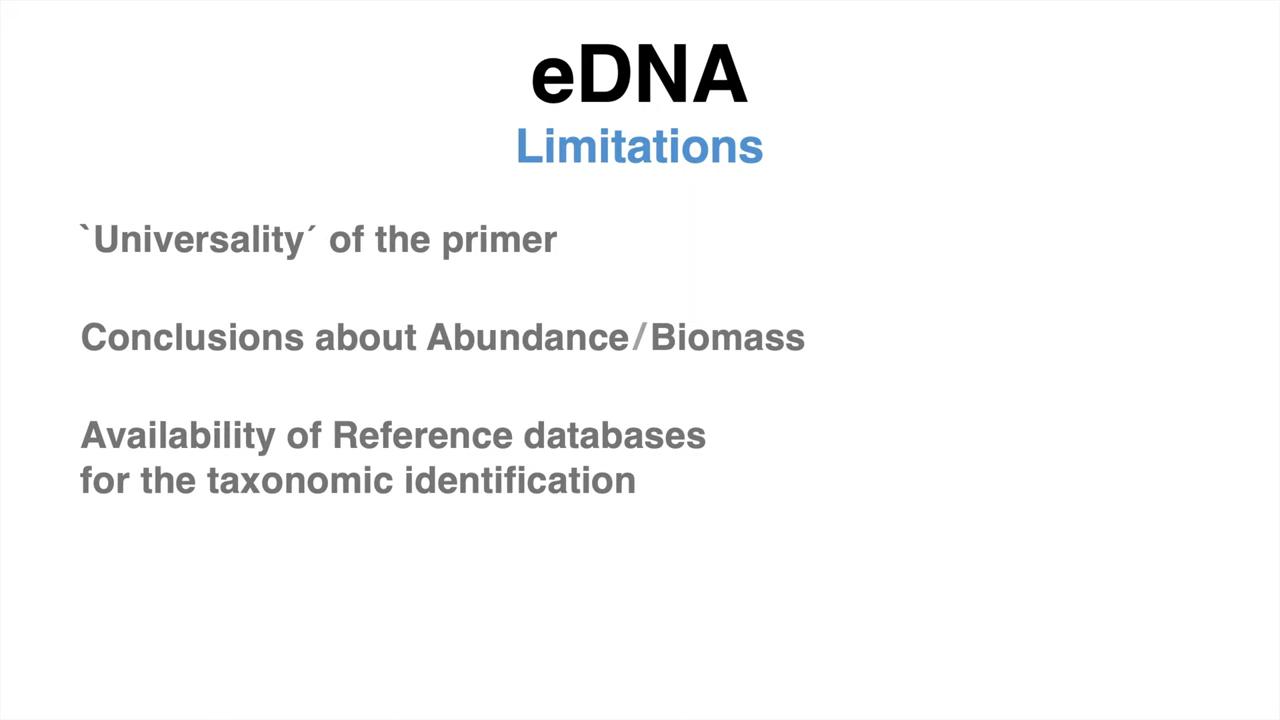 eDNA
Limitations
`Universality´ of the primer
Conclusions about Abundance/Biomass
Availability of Reference databases
for the taxonomic identification